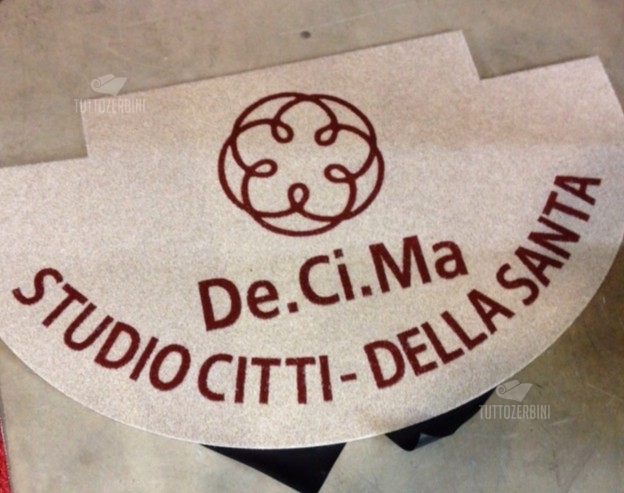 TUTTOZERBINI
De.Ci.Ma
STUDIO CITTI - DELLA SANTA
TUTTOZERBINI